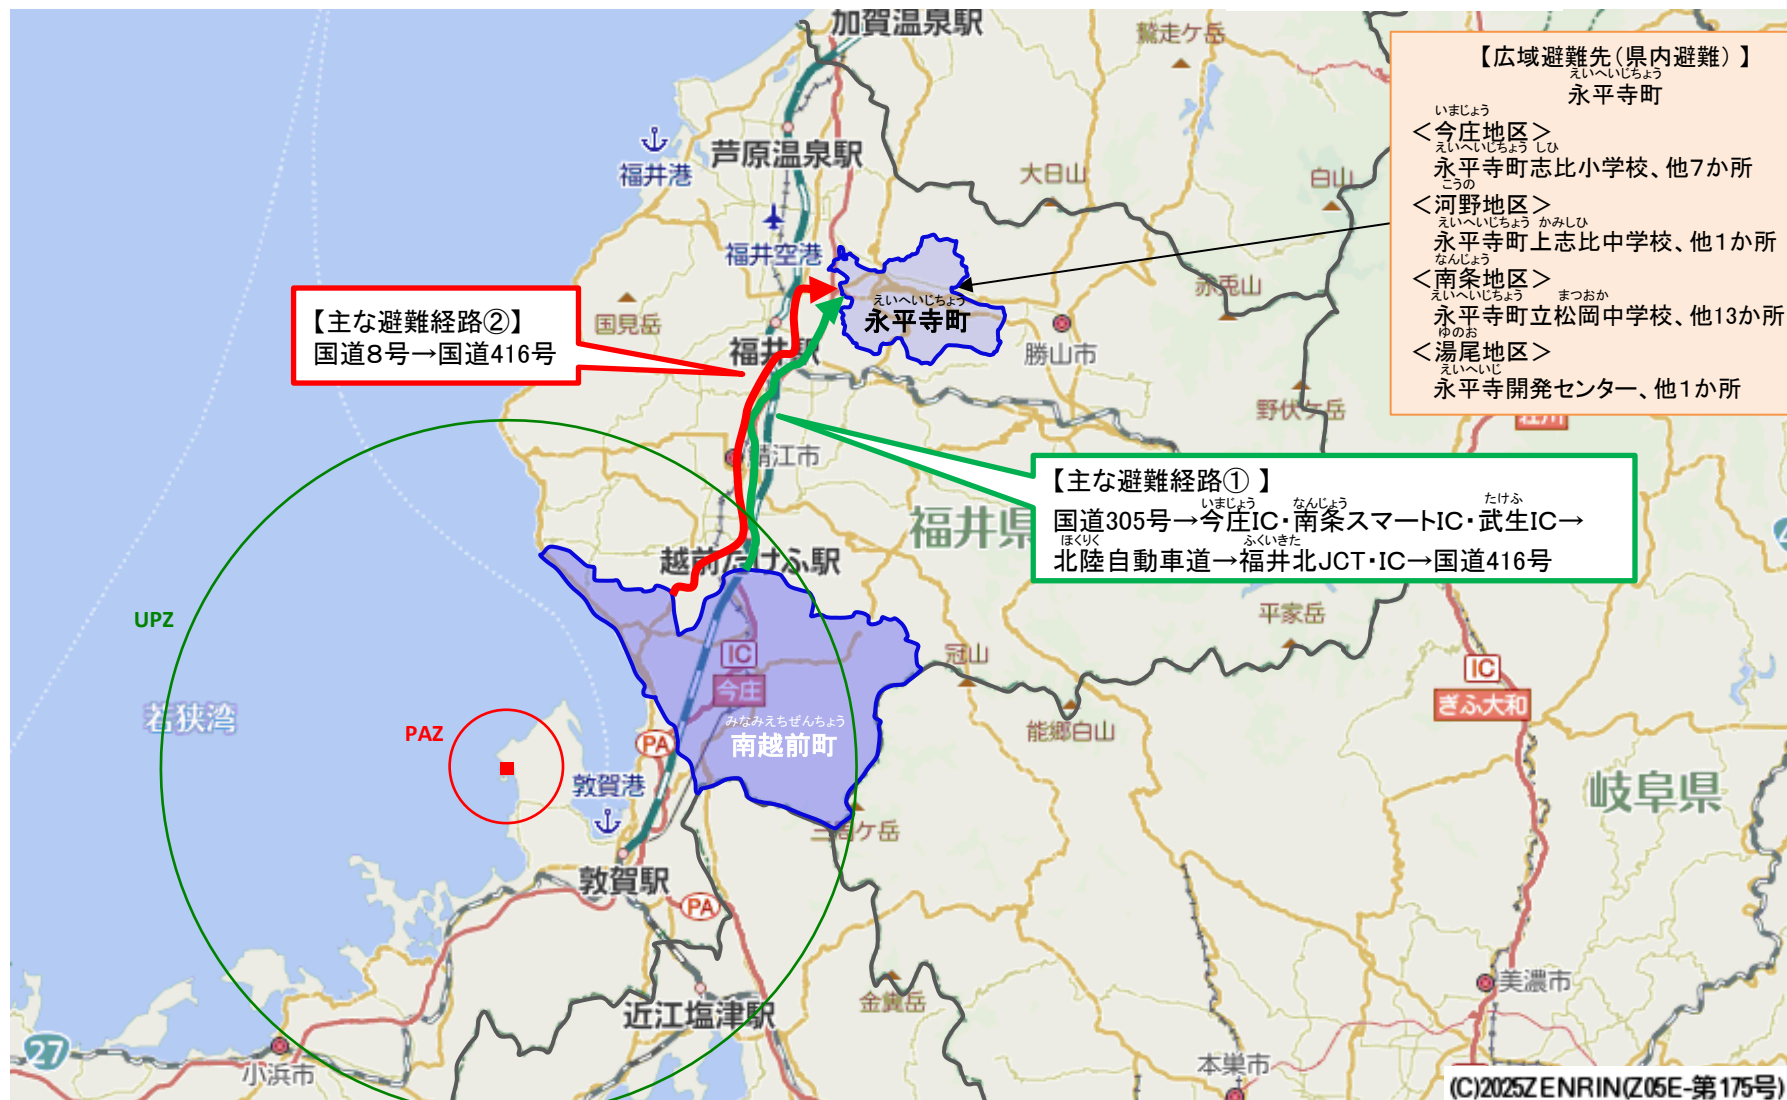 加賀温泉駅
鷲走ケ岳
芦原温泉駅
福井港
大日山
白山
福井空港
赤兎山
国見岳
えいへいじちょう
永平寺町
勝山市
福井駅
野伏ケ岳
【広域避難先(県内避難)】
えいへいじちょう
永平寺町
いまじょう
<今庄地区>
えいへいじちょう しひ
永平寺町志比小学校、他7か所
こうの
<河野地区>
えいへいじちょう かみしひ
永平寺町上志比中学校、他1か所
なんじょう
<南条地区>
えいへいじちょう まつおか
永平寺町立松岡中学校、他13か所
ゆのお
<湯尾地区>
えいへいじ
永平寺開発センター、他1か所
【主な避難経路②】
国道8号→国道416号
鯖江市
【主な避難経路①】
いまじょう なんじょう たけふ
国道305号→今庄IC・南条スマートIC・武生IC→
ほくりく ふくいきた
北陸自動車道→福井北JCT・IC→国道416号
福井県
越前たけふ駅
平家岳
UPZ
IC
今庄
冠山
IC
ぎふ大和
若狭湾
PAZ
みなみえちぜんちょう
南越前町
能郷白山
PA
敦賀港
岐阜県
三周ケ岳
敦賀駅
PA
美濃市
金糞岳
近江塩津駅
27
小浜市
本巣市
(C)2025ZENRIN(Z05E-第175号)